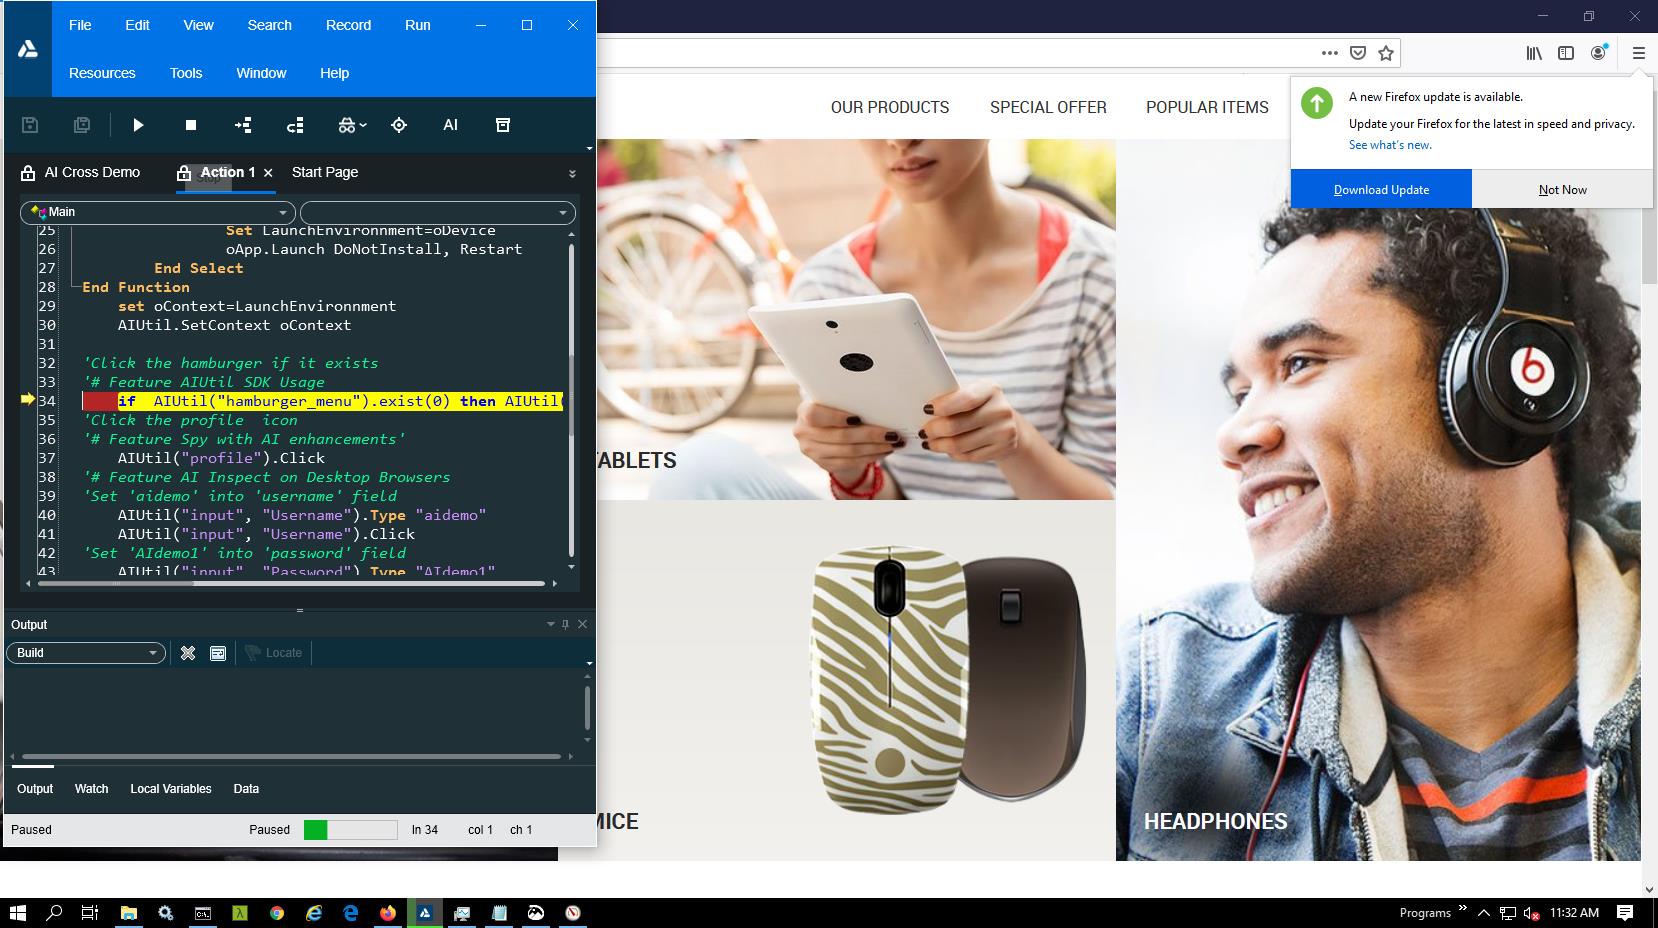 File Edit View Search Record Run
Resources Tools Window Help
AI
AI Cross Demo Action 1 Start Page
Stop
Main
25 Set LaunchEnvironnment=oDevice
26 oApp.Launch DoNotInstall, Restart
27 End Select
28 End Function
29 set oContext=LaunchEnvironnment
30 AIUtil.SetContext oContext
31
32 'Click the hamburger if it exists
33 '# Feature AIUtil SDK Usage
34 if AIUtil("hamburger_menu").exist(0) then AIUtil(
35 'Click the profile icon
36 '# Feature Spy with AI enhancements'
37 AIUtil("profile").Click
38 '# Feature AI Inspect on Desktop Browsers
39 'Set 'aidemo' into 'username' field
40 AIUtil("input", "Username").Type "aidemo"
41 AIUtil("input", "Username").Click
42 'Set 'AIdemo1' into 'password' field
43 AIUtil("input", "Password").Type "AIdemo1"
Output
Build Locate
Output Watch Local Variables Data
Paused Paused ln 34 col 1 ch 1
OUR PRODUCTS SPECIAL OFFER POPULAR ITEMS
A new Firefox update is available.
Update your Firefox for the latest in speed and privacy.
See what's new.
Download Update Not Now
TABLETS
MICE
HEADPHONES
Programs 11:32 AM